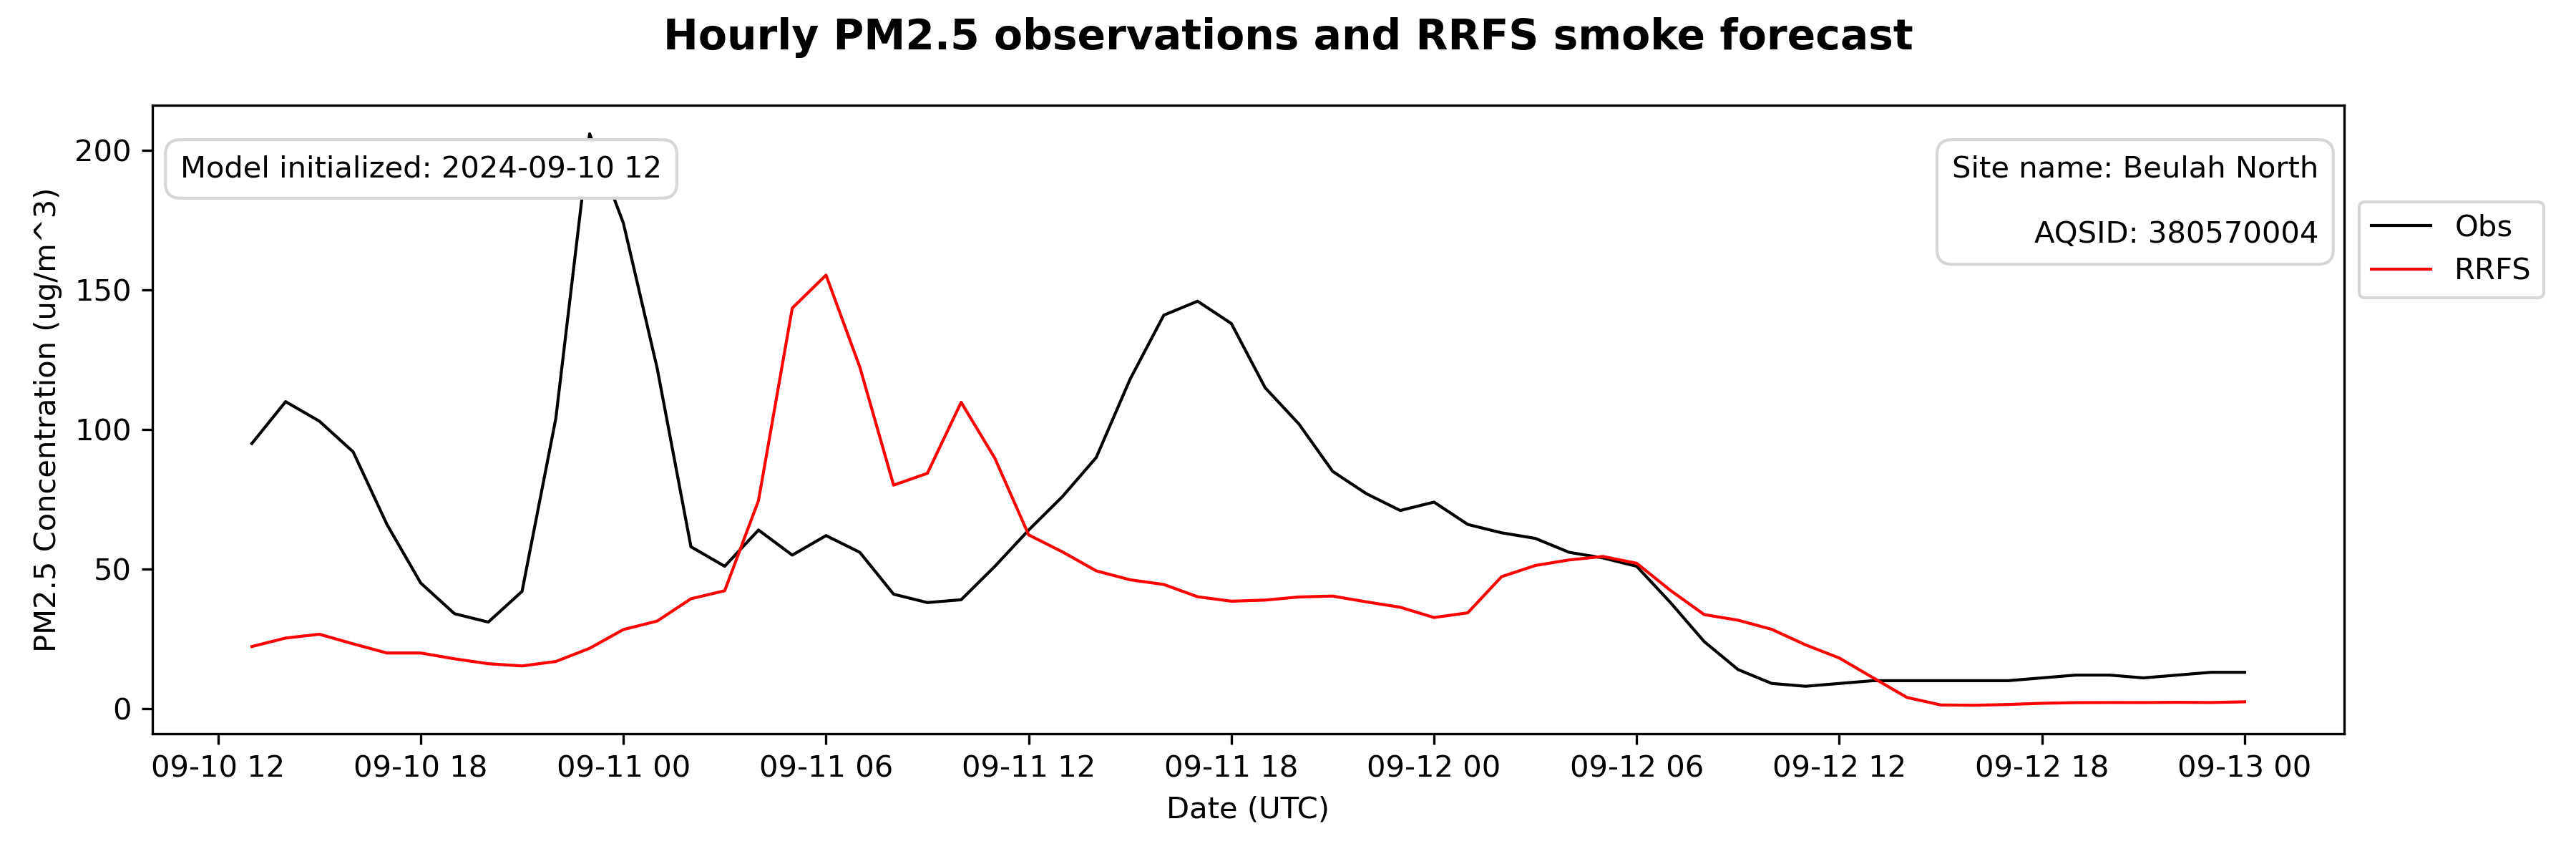 Hourly PM2.5 observations and RRFS smoke forecast
Model initialized: 2024-09-10 12
Site name: Beulah North
AQSID: 380570004
Obs
RRFS
PM2.5 Concentration (ug/m^3)
200
150
100
50
0
09-10 12
09-10 18
09-11 00
09-11 06
09-11 12
09-11 18
09-12 00
09-12 06
09-12 12
09-12 18
09-13 00
Date (UTC)